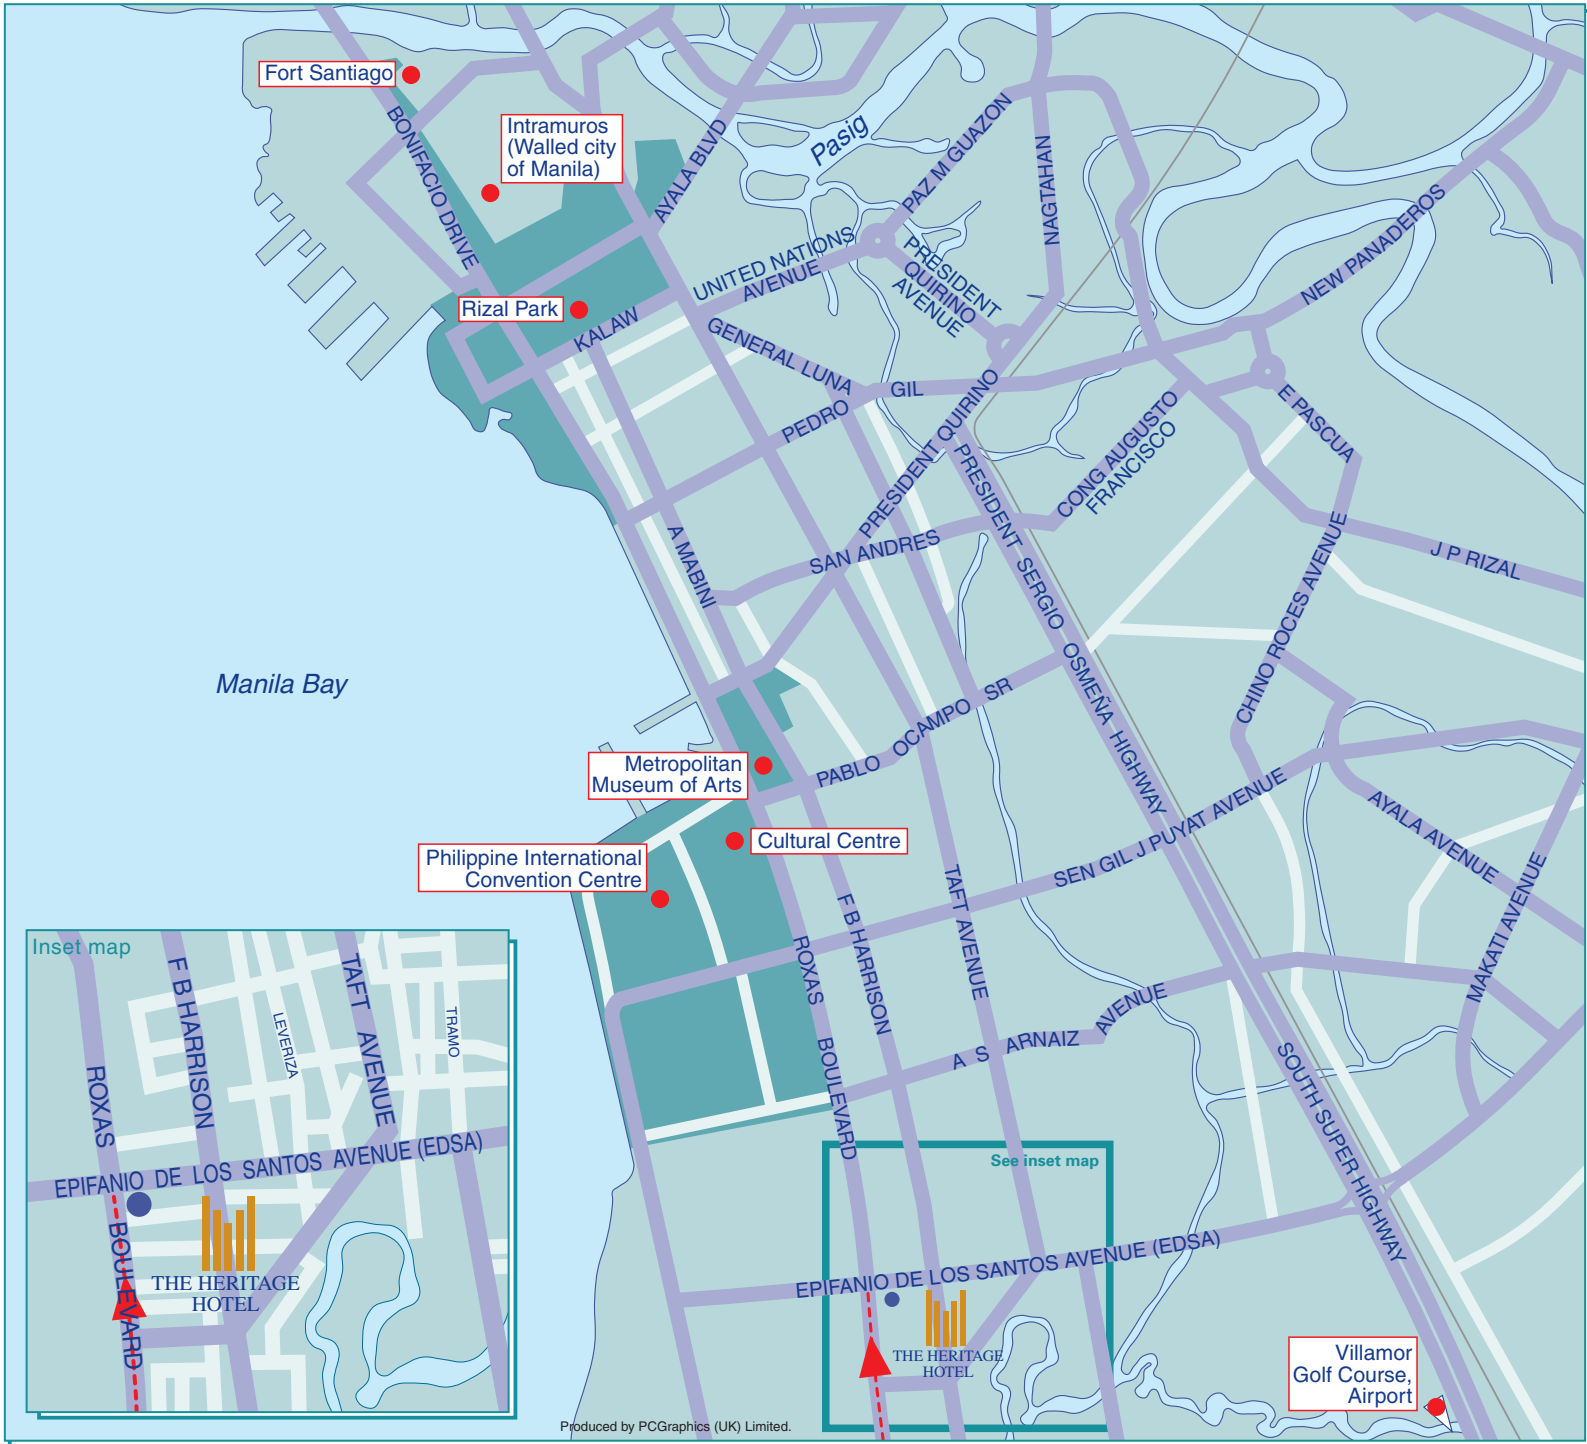 Fort Santiago
Intramuros
(Walled city
of Manila)
Pasig
BONIFACIO DRIVE
AYALA BLVD
PAZ M GUAZON
NAGTAHAN
UNITED NATIONS
AVENUE
PRESIDENT
QUIRINO
AVENUE
NEW PANADEROS
Rizal Park
KALAW
GENERAL LUNA
PEDRO GIL
PRESIDENT QUIRINO
CONG AUGUSTO
FRANCISCO
E PASCUA
A MABINI
SAN ANDRES
PRESIDENT SERGIO OSMEÑA HIGHWAY
CHINO ROCES AVENUE
J P RIZAL
Manila Bay
PABLO OCAMPO SR
Metropolitan
Museum of Arts
Cultural Centre
Philippine International
Convention Centre
SEN GIL J PUYAT AVENUE
AYALA AVENUE
MAKATI AVENUE
ROXAS BOULEVARD
F B HARRISON
TAFT AVENUE
A S ARNAIZ AVENUE
SOUTH SUPER HIGHWAY
See inset map
EPIFANIO DE LOS SANTOS AVENUE (EDSA)
THE HERITAGE
HOTEL
Villamor
Golf Course,
Airport
Inset map
ROXAS BOULEVARD
F B HARRISON
LEVERIZA
TAFT AVENUE
TRAMO
EPIFANIO DE LOS SANTOS AVENUE (EDSA)
THE HERITAGE
HOTEL
Produced by PCGraphics (UK) Limited.